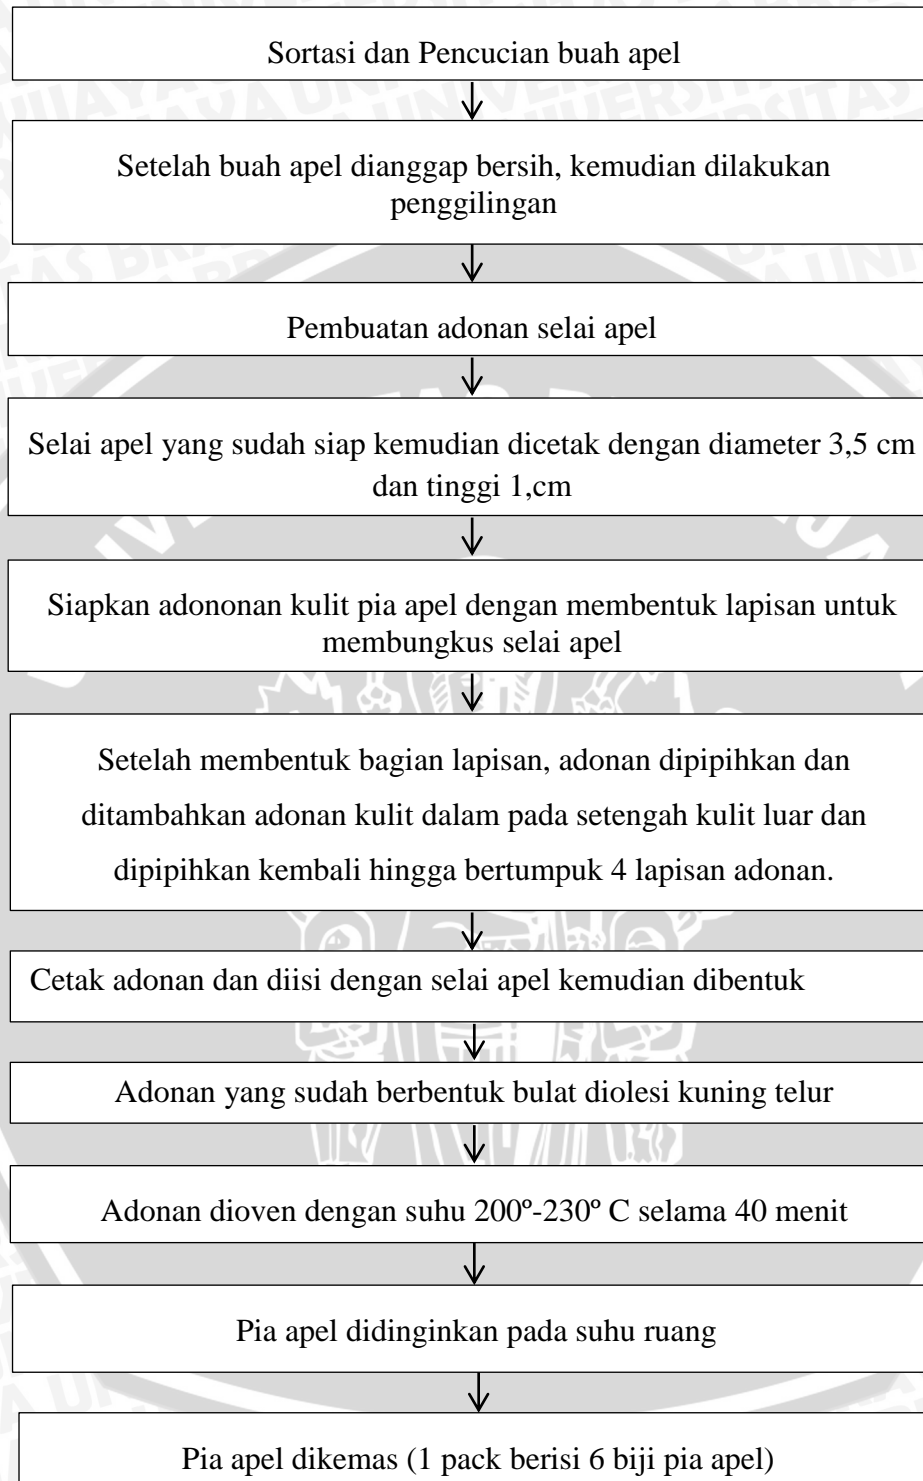 Sortasi dan Pencucian buah apel
Setelah buah apel dianggap bersih, kemudian dilakukan
penggilingan
Pembuatan adonan selai apel
Selai apel yang sudah siap kemudian dicetak dengan diameter 3,5 cm
dan tinggi 1,cm
Siapkan adononan kulit pia apel dengan membentuk lapisan untuk
membungkus selai apel
Setelah membentuk bagian lapisan, adonan dipipihkan dan
ditambahkan adonan kulit dalam pada setengah kulit luar dan
dipipihkan kembali hingga bertumpuk 4 lapisan adonan.
Cetak adonan dan diisi dengan selai apel kemudian dibentuk
Adonan yang sudah berbentuk bulat diolesi kuning telur
Adonan dioven dengan suhu 200º-230º C selama 40 menit
Pia apel didinginkan pada suhu ruang
Pia apel dikemas (1 pack berisi 6 biji pia apel)